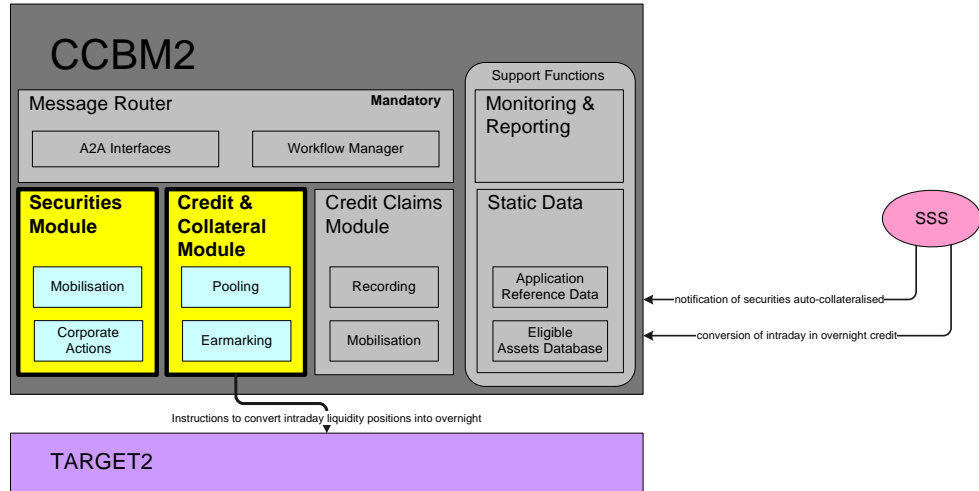 CCBM2
Support Functions
Message Router
Mandatory
Monitoring &
Reporting
A2A Interfaces
Workflow Manager
Securities
Module
Credit &
Collateral
Module
Credit Claims
Module
Static Data
SSS
Mobilisation
Pooling
Recording
Application
Reference Data
notification of securities auto-collateralised
Corporate
Actions
Earmarking
Mobilisation
Eligible
Assets Database
conversion of intraday in overnight credit
Instructions to convert intraday liquidity positions into overnight
TARGET2